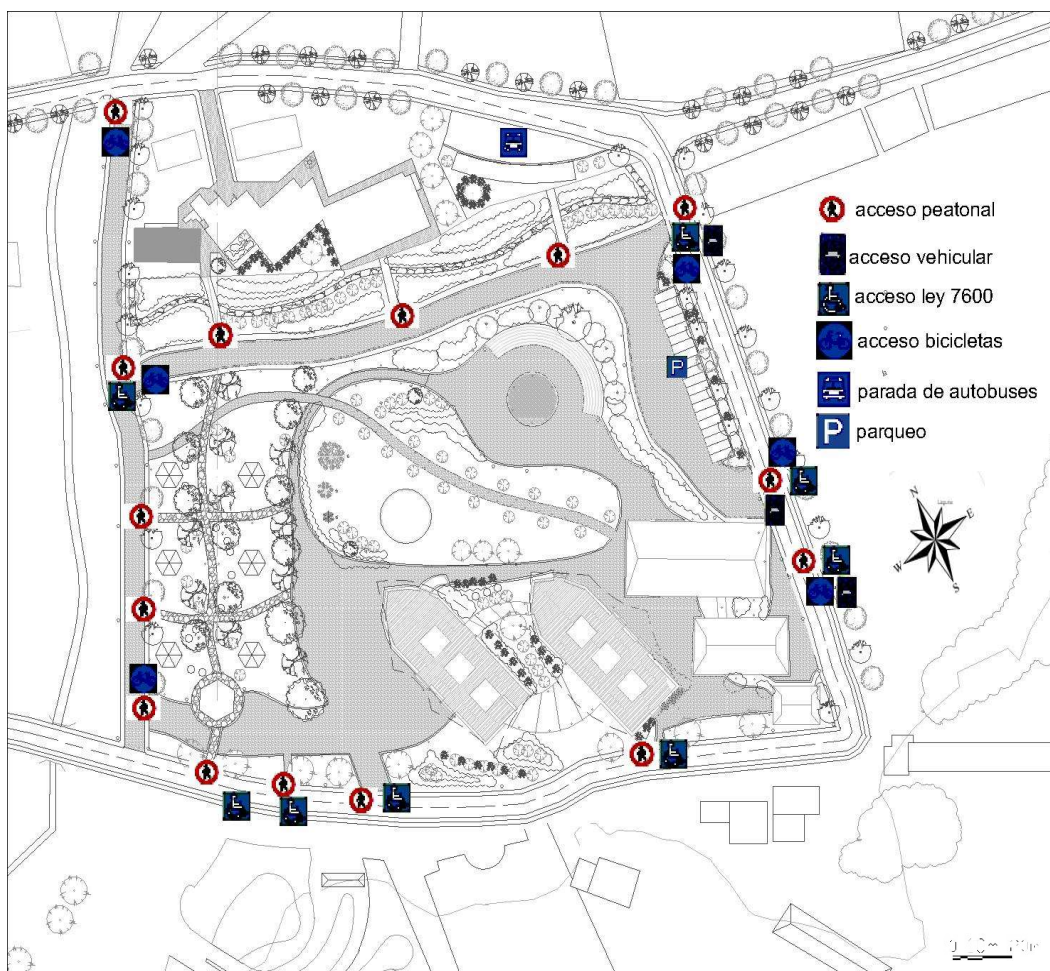 acceso peatonal
acceso vehicular
acceso ley 7600
acceso bicicletas
parada de autobuses
P
P parqueo
N
E
W
S